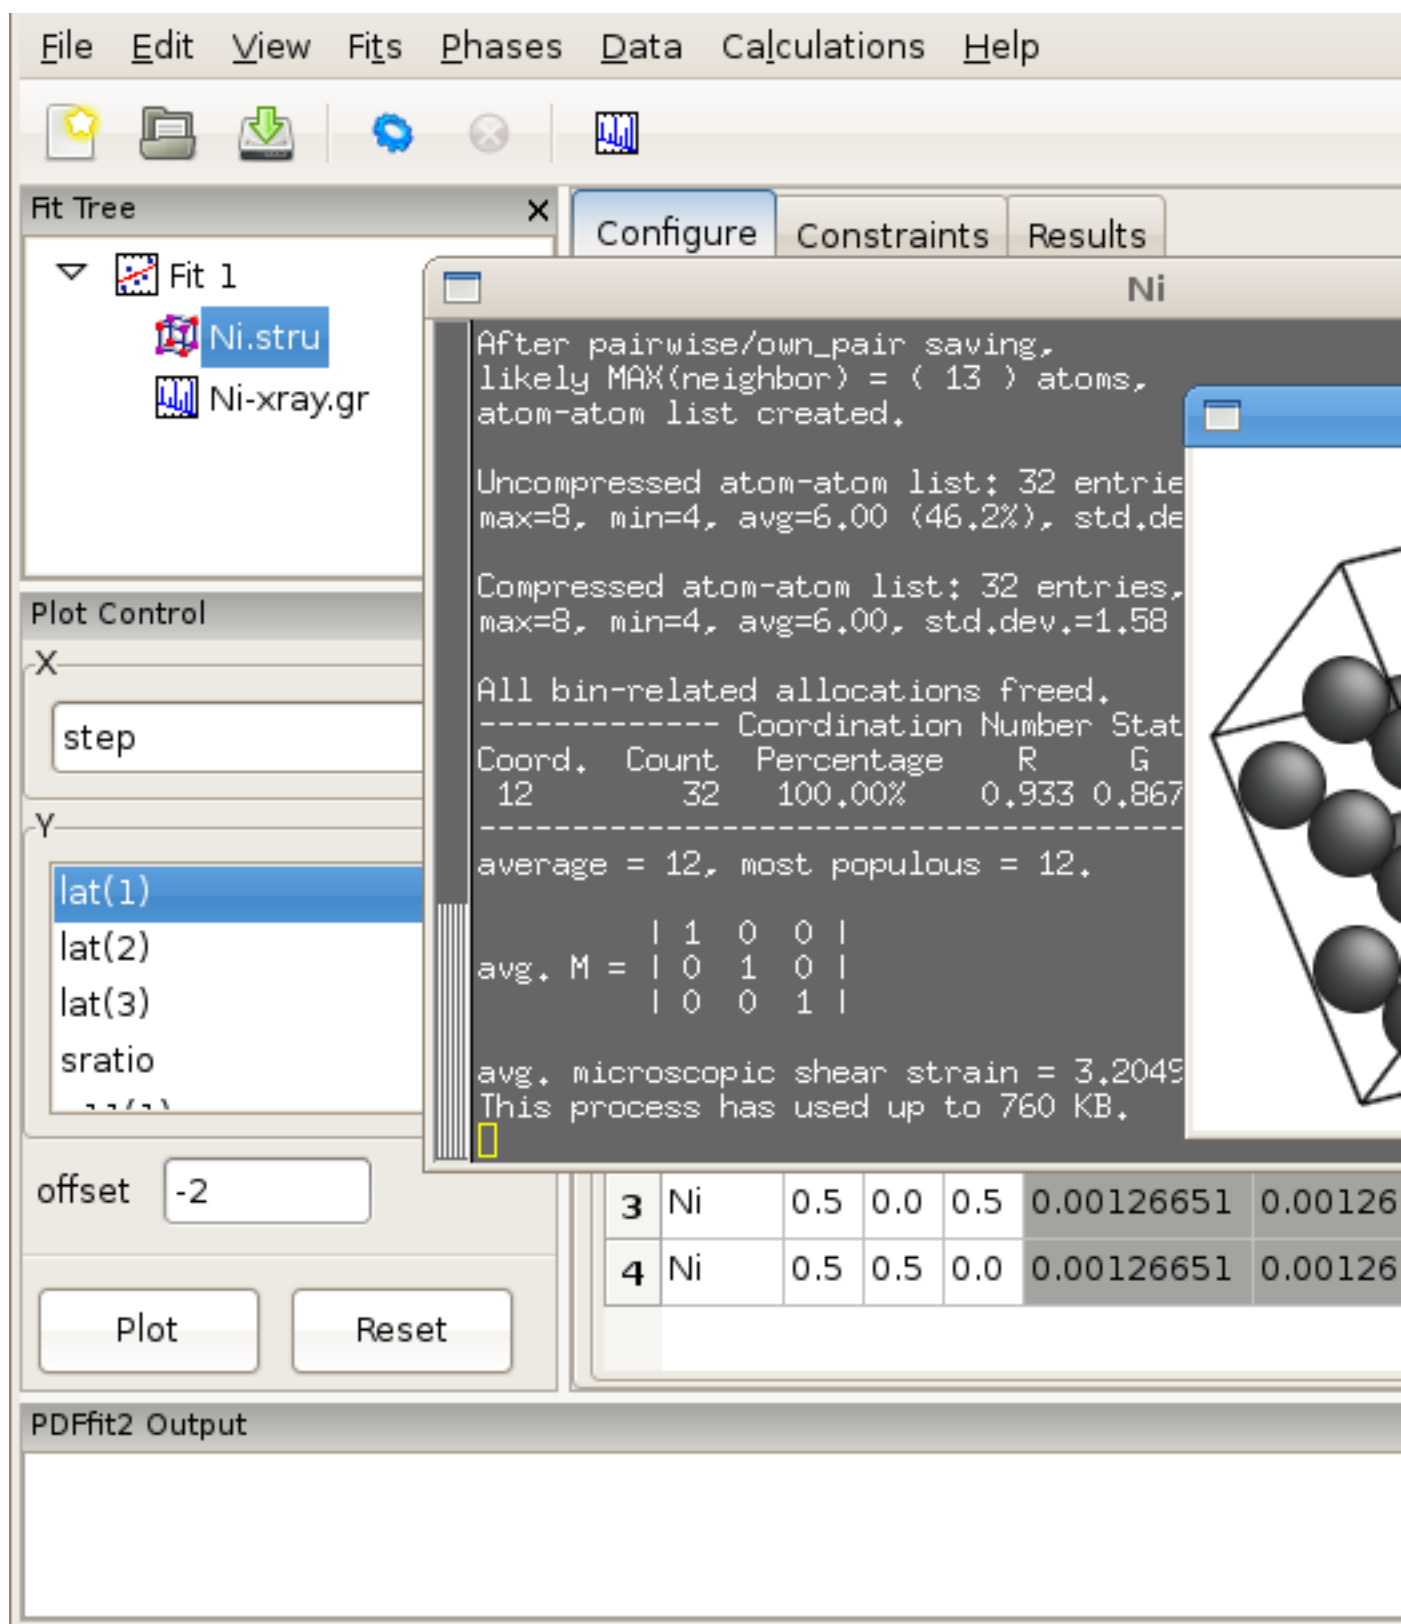 File Edit View Fits Phases Data Calculations Help
Fit Tree
Configure Constraints Results
Fit 1
Ni.stru
Ni-xray.gr
Ni
After pairwise/own_pair saving,
likely MAX(neighbor) = ( 13 ) atoms,
atom-atom list created.
Uncompressed atom-atom list: 32 entrie
max=8, min=4, avg=6.00 (46.2%), std.de
Compressed atom-atom list: 32 entries,
max=8, min=4, avg=6.00, std.dev.=1.58
All bin-related allocations freed.
------------- Coordination Number Stat
Coord. Count Percentage R G
12 32 100.00% 0.933 0.867
--------------------------------------
average = 12, most populous = 12.
| 1 0 0 |
avg. M = | 0 1 0 |
| 0 0 1 |
avg. microscopic shear strain = 3.2049
This process has used up to 760 KB.
Plot Control
X
step
Y
lat(1)
lat(2)
lat(3)
sratio
offset -2
Plot Reset
3 Ni 0.5 0.0 0.5 0.00126651 0.00126
4 Ni 0.5 0.5 0.0 0.00126651 0.00126
PDFfit2 Output